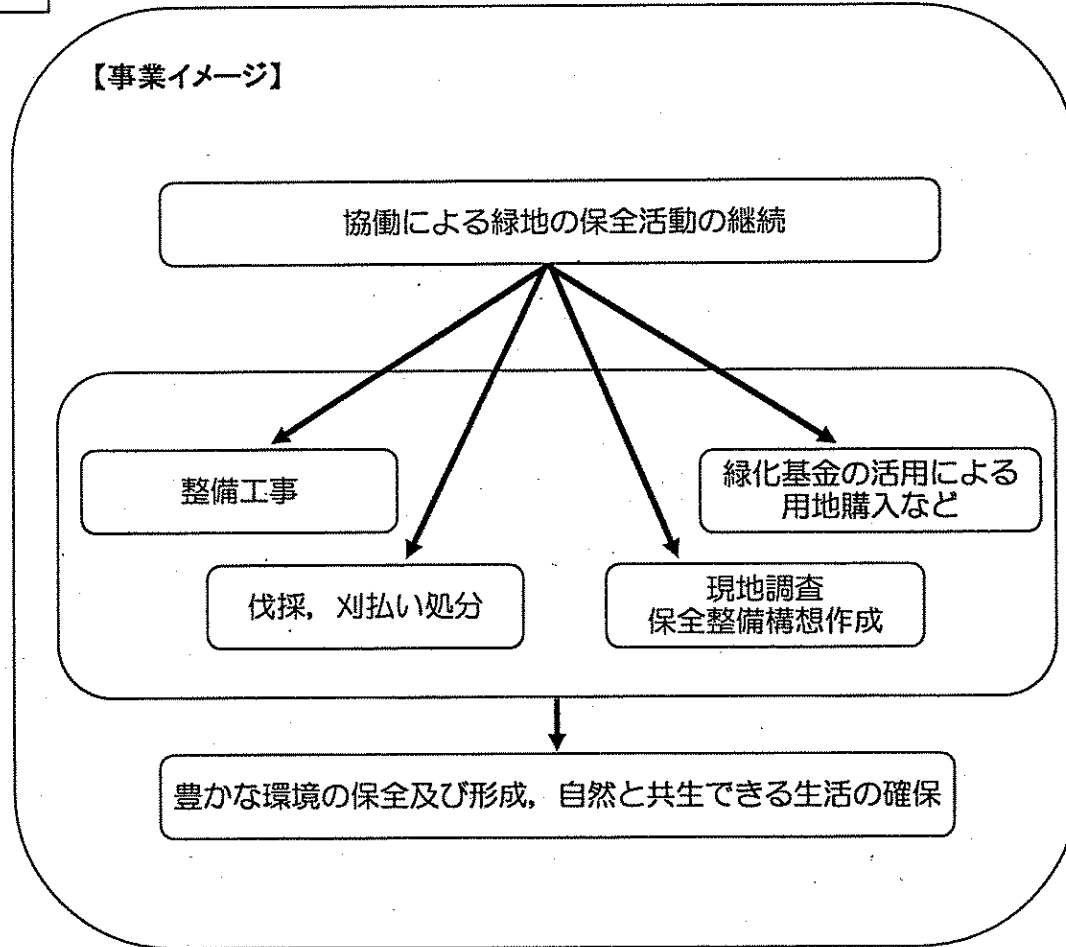 【事業イメージ】
協働による緑地の保全活動の継続
整備工事
緑化基金の活用による
用地購入など
伐採，刈払い処分
現地調査
保全整備構想作成
豊かな環境の保全及び形成，自然と共生できる生活の確保